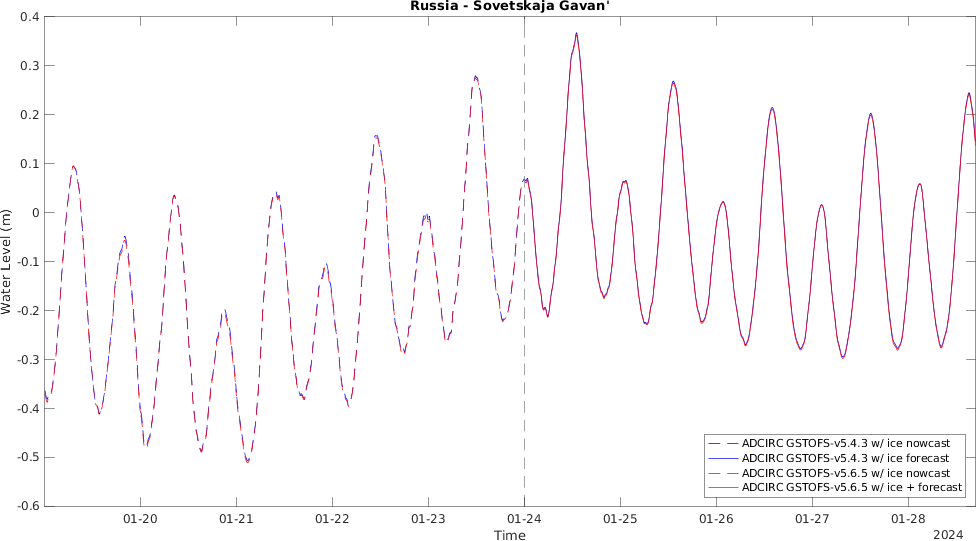 Russia - Sovetskaja Gavan'
0.4
0.3
0.2
0.1
0
-0.1
-0.2
-0.3
-0.4
-0.5
-0.6
Water Level (m)
01-20 01-21 01-22 01-23 01-24 01-25 01-26 01-27 01-28
Time
2024
ADCIRC GSTOFS-v5.4.3 w/ ice nowcast
ADCIRC GSTOFS-v5.4.3 w/ ice forecast
ADCIRC GSTOFS-v5.6.5 w/ ice nowcast
ADCIRC GSTOFS-v5.6.5 w/ ice + forecast